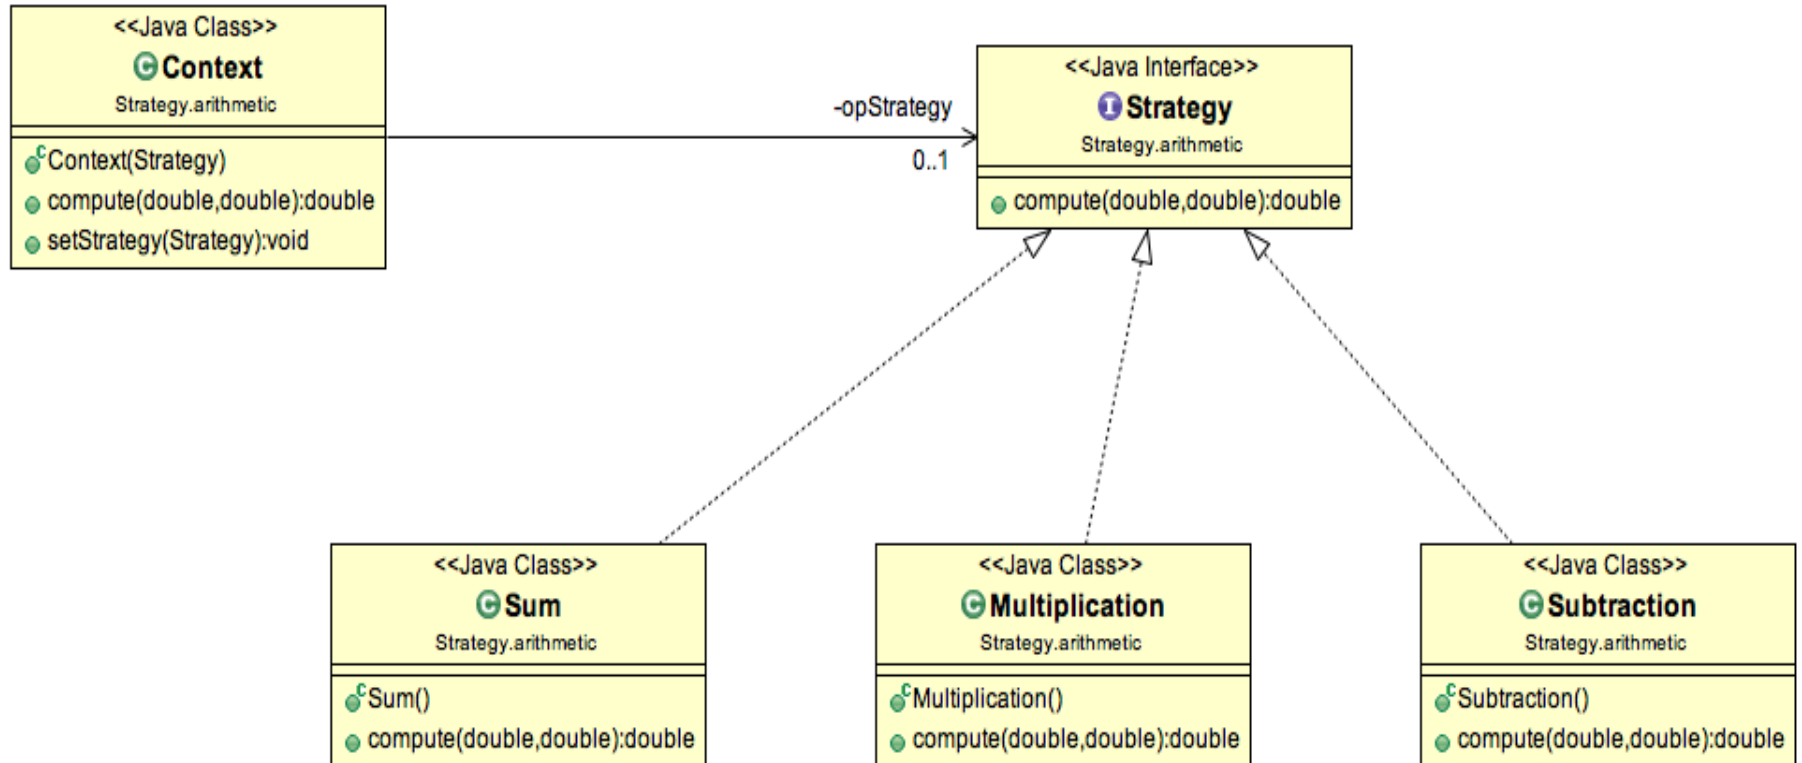 <<Java Class>>
Context
Strategy.arithmetic
Context(Strategy)
compute(double,double):double
setStrategy(Strategy):void
-opStrategy
0..1
<<Java Interface>>
Strategy
Strategy.arithmetic
compute(double,double):double
<<Java Class>>
Sum
Strategy.arithmetic
Sum()
compute(double,double):double
<<Java Class>>
Multiplication
Strategy.arithmetic
Multiplication()
compute(double,double):double
<<Java Class>>
Subtraction
Strategy.arithmetic
Subtraction()
compute(double,double):double